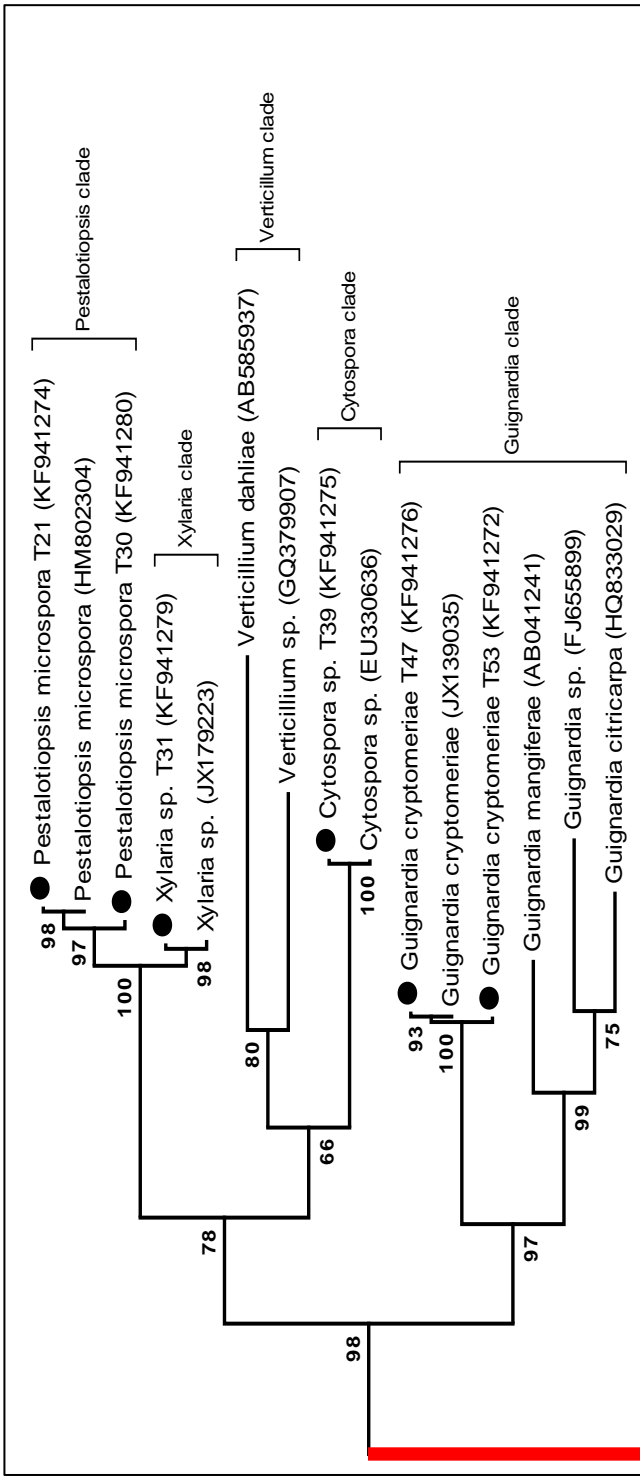 Pestalotiopsis microspora T21 (KF941274)
Pestalotiopsis microspora (HM802304)
Pestalotiopsis microspora T30 (KF941280)
Pestalotiopsis clade
Xylaria sp. T31 (KF941279)
Xylaria sp. (JX179223)
Xylaria clade
Verticillium dahliae (AB585937)
Verticillium sp. (GQ379907)
Verticillum clade
Cytospora sp. T39 (KF941275)
Cytospora sp. (EU330636)
Cytospora clade
Guignardia cryptomeriae T47 (KF941276)
Guignardia cryptomeriae (JX139035)
Guignardia cryptomeriae T53 (KF941272)
Guignardia mangiferae (AB041241)
Guignardia sp. (FJ655899)
Guignardia citricarpa (HQ833029)
Guignardia clade
98
97
100
98
80
66
100
78
93
100
75
99
97
98